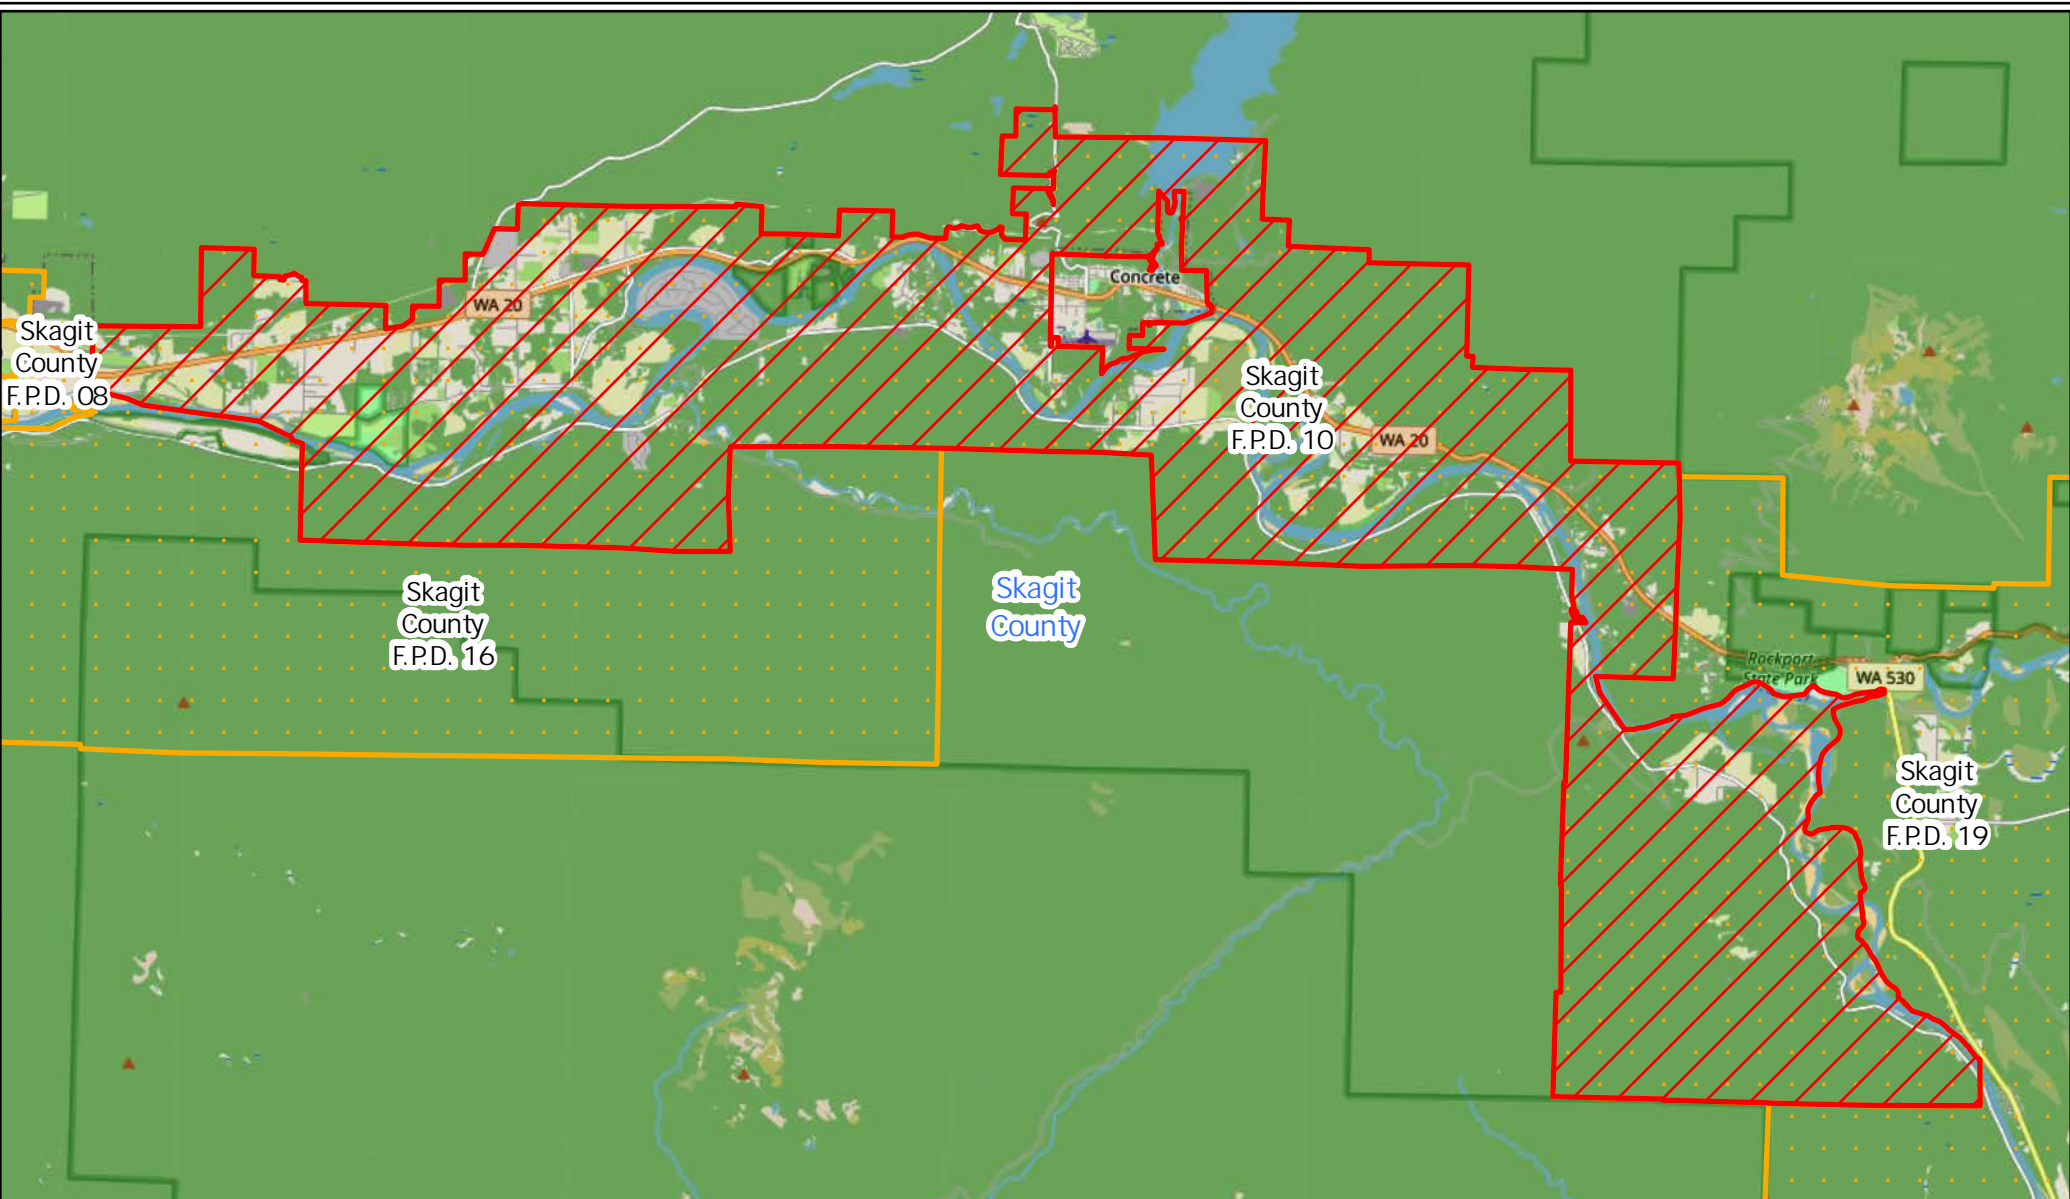 WA 20
Concrete
Skagit
County
F.P.D. 08
Skagit
County
F.P.D. 10
WA 20
Skagit
County
F.P.D. 16
Skagit
County
Rockport
State Park
WA 530
Skagit
County
F.P.D. 19